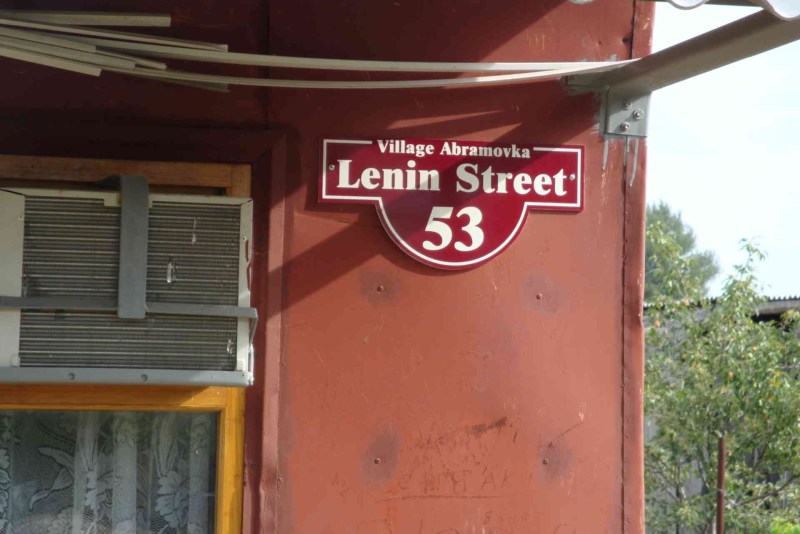 Village Abramovka
Lenin Street
53